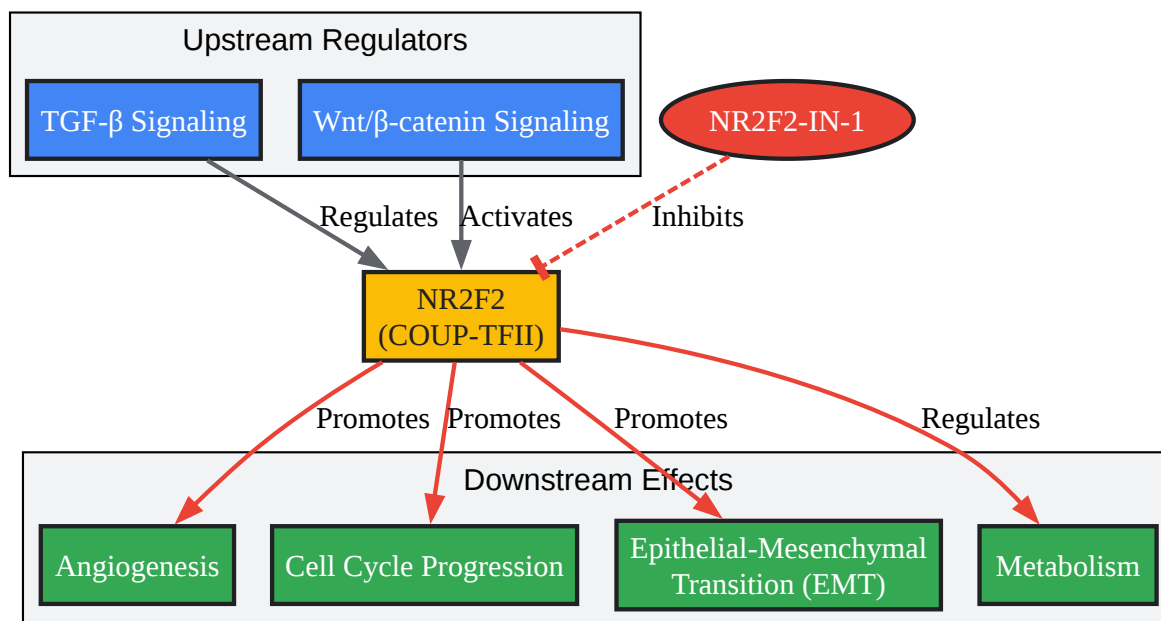 Upstream Regulators
TGF-β Signaling
Wnt/β-catenin Signaling
NR2F2-IN-1
Regulates
Activates
Inhibits
NR2F2
(COUP-TFII)
Promotes
Promotes
Promotes
Regulates
Downstream Effects
Angiogenesis
Cell Cycle Progression
Epithelial-Mesenchymal
Transition (EMT)
Metabolism